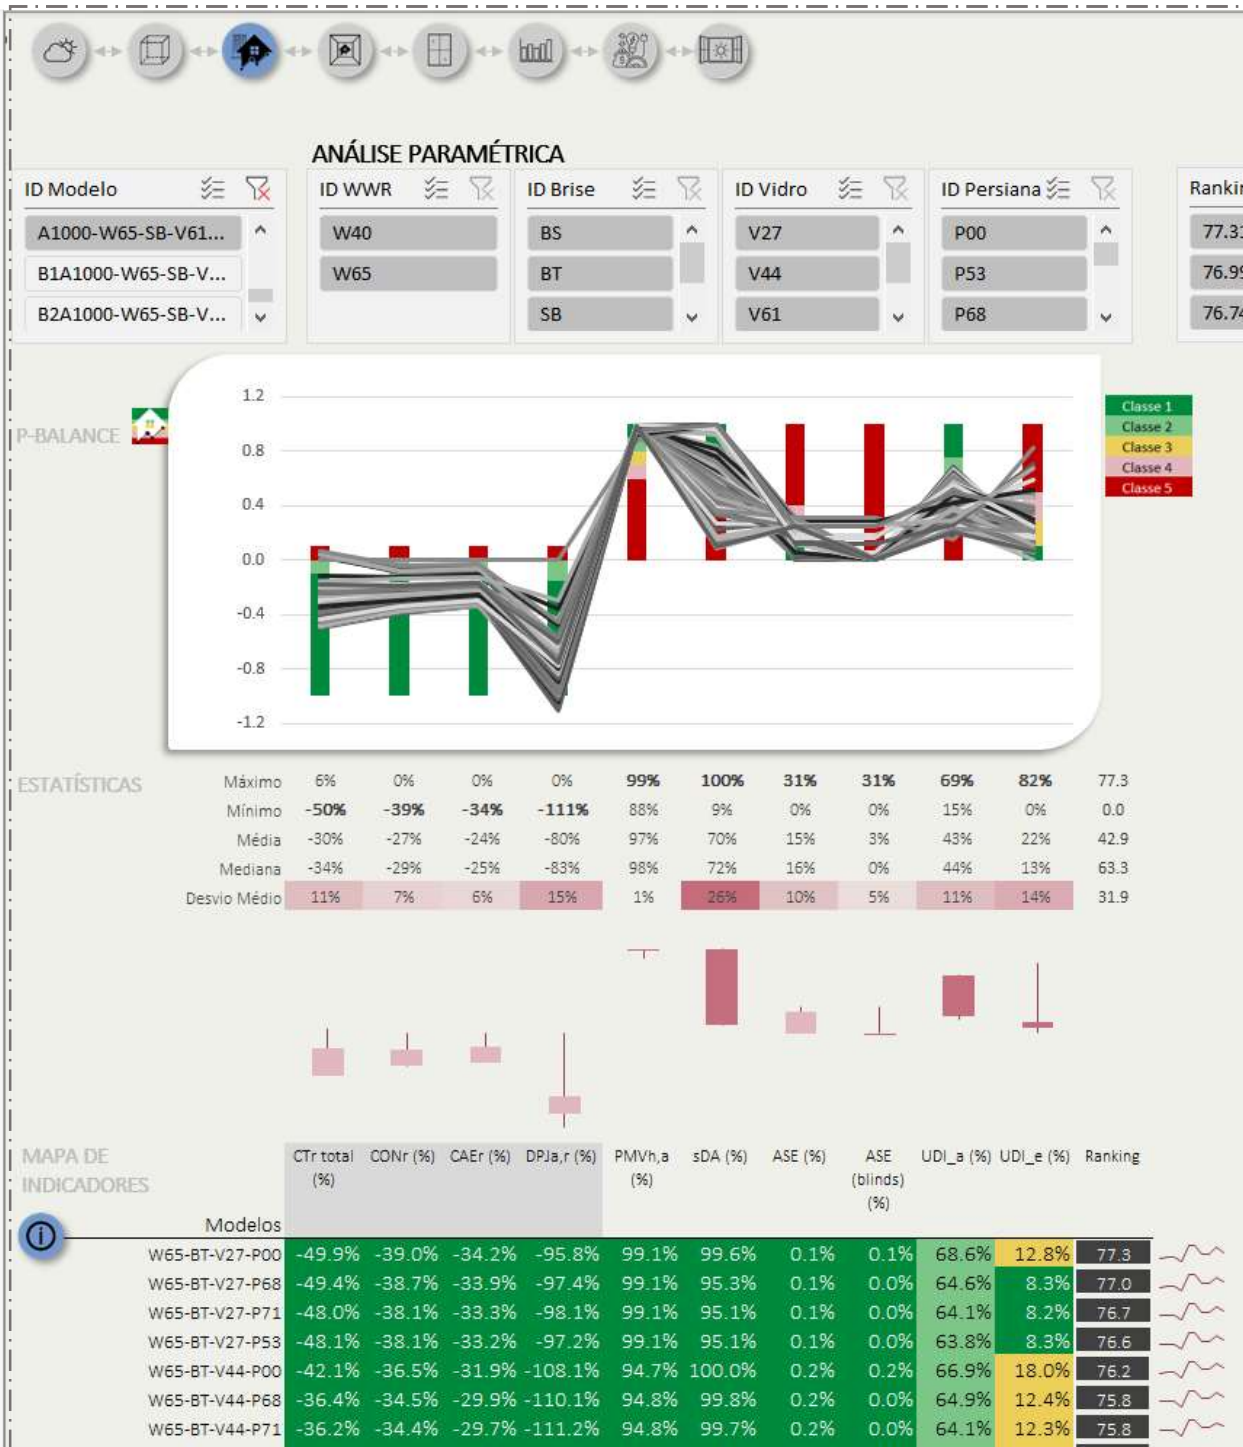 ANÁLISE PARAMÉTRICA
ID Modelo
ID WWR
ID Brise
ID Vidro
ID Persiana
A1000-W65-SB-V61...
W40
BS
V27
P00
77.3
B1A1000-W65-SB-V...
W65
BT
V44
P53
76.9
B2A1000-W65-SB-V...
SB
V61
P68
76.7
P-BALANCE
1.2
0.8
0.4
0.0
-0.4
-0.8
-1.2
Classe 1
Classe 2
Classe 3
Classe 4
Classe 5
ESTATÍSTICAS
Máximo 6% 0% 0% 0% 99% 100% 31% 31% 69% 82% 77.3
Mínimo -50% -39% -34% -111% 88% 9% 0% 0% 15% 0% 0.0
Média -30% -27% -24% -80% 97% 70% 15% 3% 43% 22% 42.9
Mediana -34% -29% -25% -83% 98% 72% 16% 0% 44% 13% 63.3
Desvio Médio 11% 7% 6% 15% 1% 26% 10% 5% 11% 14% 31.9
MAPA DE
INDICADORES
CTr total (%) CONr (%) CAEr (%) DPJa,r (%) PMVh,a (%) sDA (%) ASE (%) ASE (blinds) (%) UDI_a (%) UDI_e (%) Ranking
Modelos
W65-BT-V27-P00 -49.9% -39.0% -34.2% -95.8% 99.1% 99.6% 0.1% 0.1% 68.6% 12.8% 77.3
W65-BT-V27-P68 -49.4% -38.7% -33.9% -97.4% 99.1% 95.3% 0.1% 0.0% 64.6% 8.3% 77.0
W65-BT-V27-P71 -48.0% -38.1% -33.3% -98.1% 99.1% 95.1% 0.1% 0.0% 64.1% 8.2% 76.7
W65-BT-V27-P53 -48.1% -38.1% -33.2% -97.2% 99.1% 95.1% 0.1% 0.0% 63.8% 8.3% 76.6
W65-BT-V44-P00 -42.1% -36.5% -31.9% -108.1% 94.7% 100.0% 0.2% 0.2% 66.9% 18.0% 76.2
W65-BT-V44-P68 -36.4% -34.5% -29.9% -110.1% 94.8% 99.8% 0.2% 0.0% 64.9% 12.4% 75.8
W65-BT-V44-P71 -36.2% -34.4% -29.7% -111.2% 94.8% 99.7% 0.2% 0.0% 64.1% 12.3% 75.8